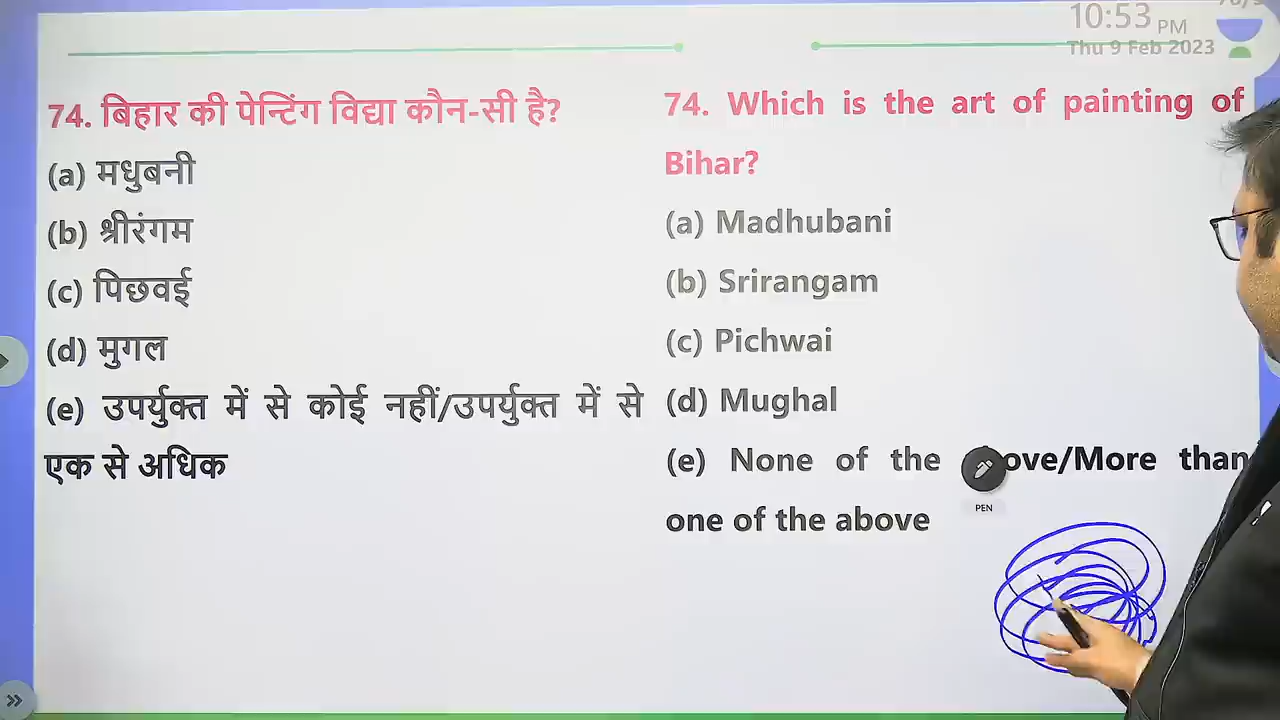 10:53 PM
Thu 9 Feb 2023
74. बिहार की पेन्टिंग विद्या कौन-सी है?
(a) मधुबनी
(b) श्रीरंगम
(c) पिछवई
(d) मुगल
(e) उपर्युक्त में से कोई नहीं/उपर्युक्त में से
एक से अधिक
74. Which is the art of painting of
Bihar?
(a) Madhubani
(b) Srirangam
(c) Pichwai
(d) Mughal
(e) None of the ove/More than
one of the above
PEN